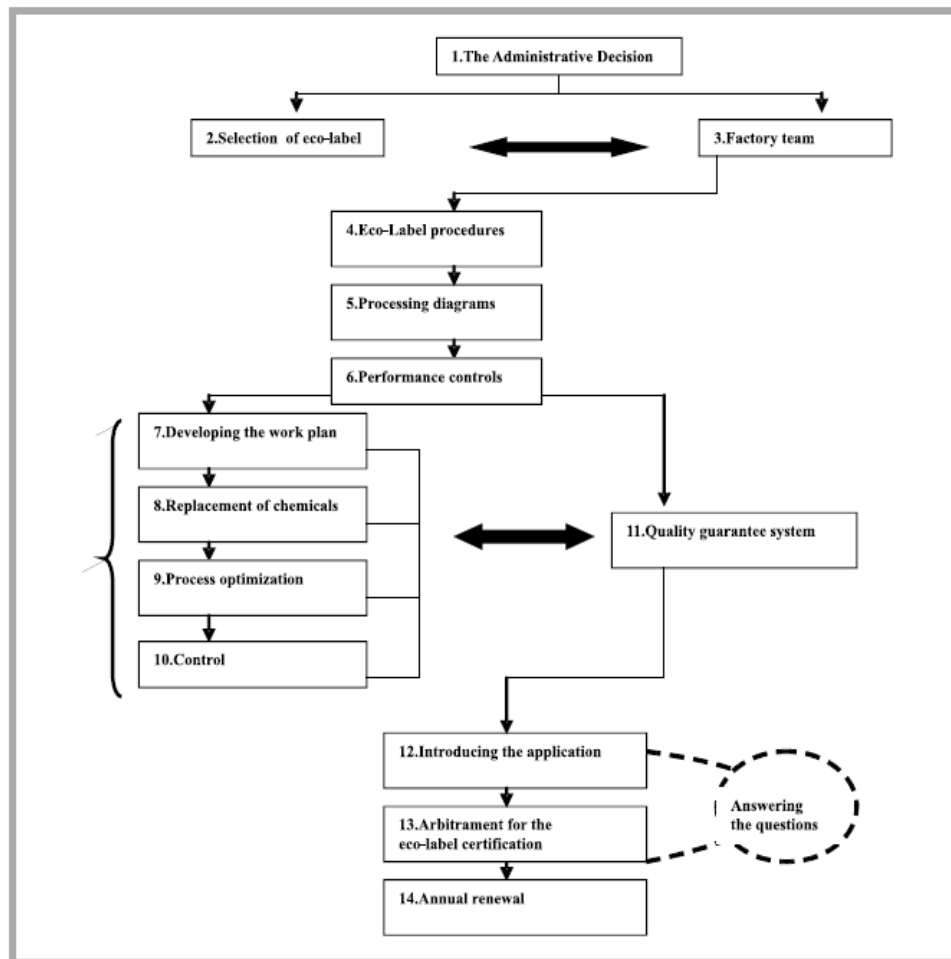 1.The Administrative Decision
2.Selection of eco-label
3.Factory team
4.Eco-Label procedures
5.Processing diagrams
6.Performance controls
7.Developing the work plan
8.Replacement of chemicals
9.Process optimization
10.Control
11.Quality guarantee system
12.Introducing the application
13.Arbitrament for the
eco-label certification
Answering
the questions
14.Annual renewal